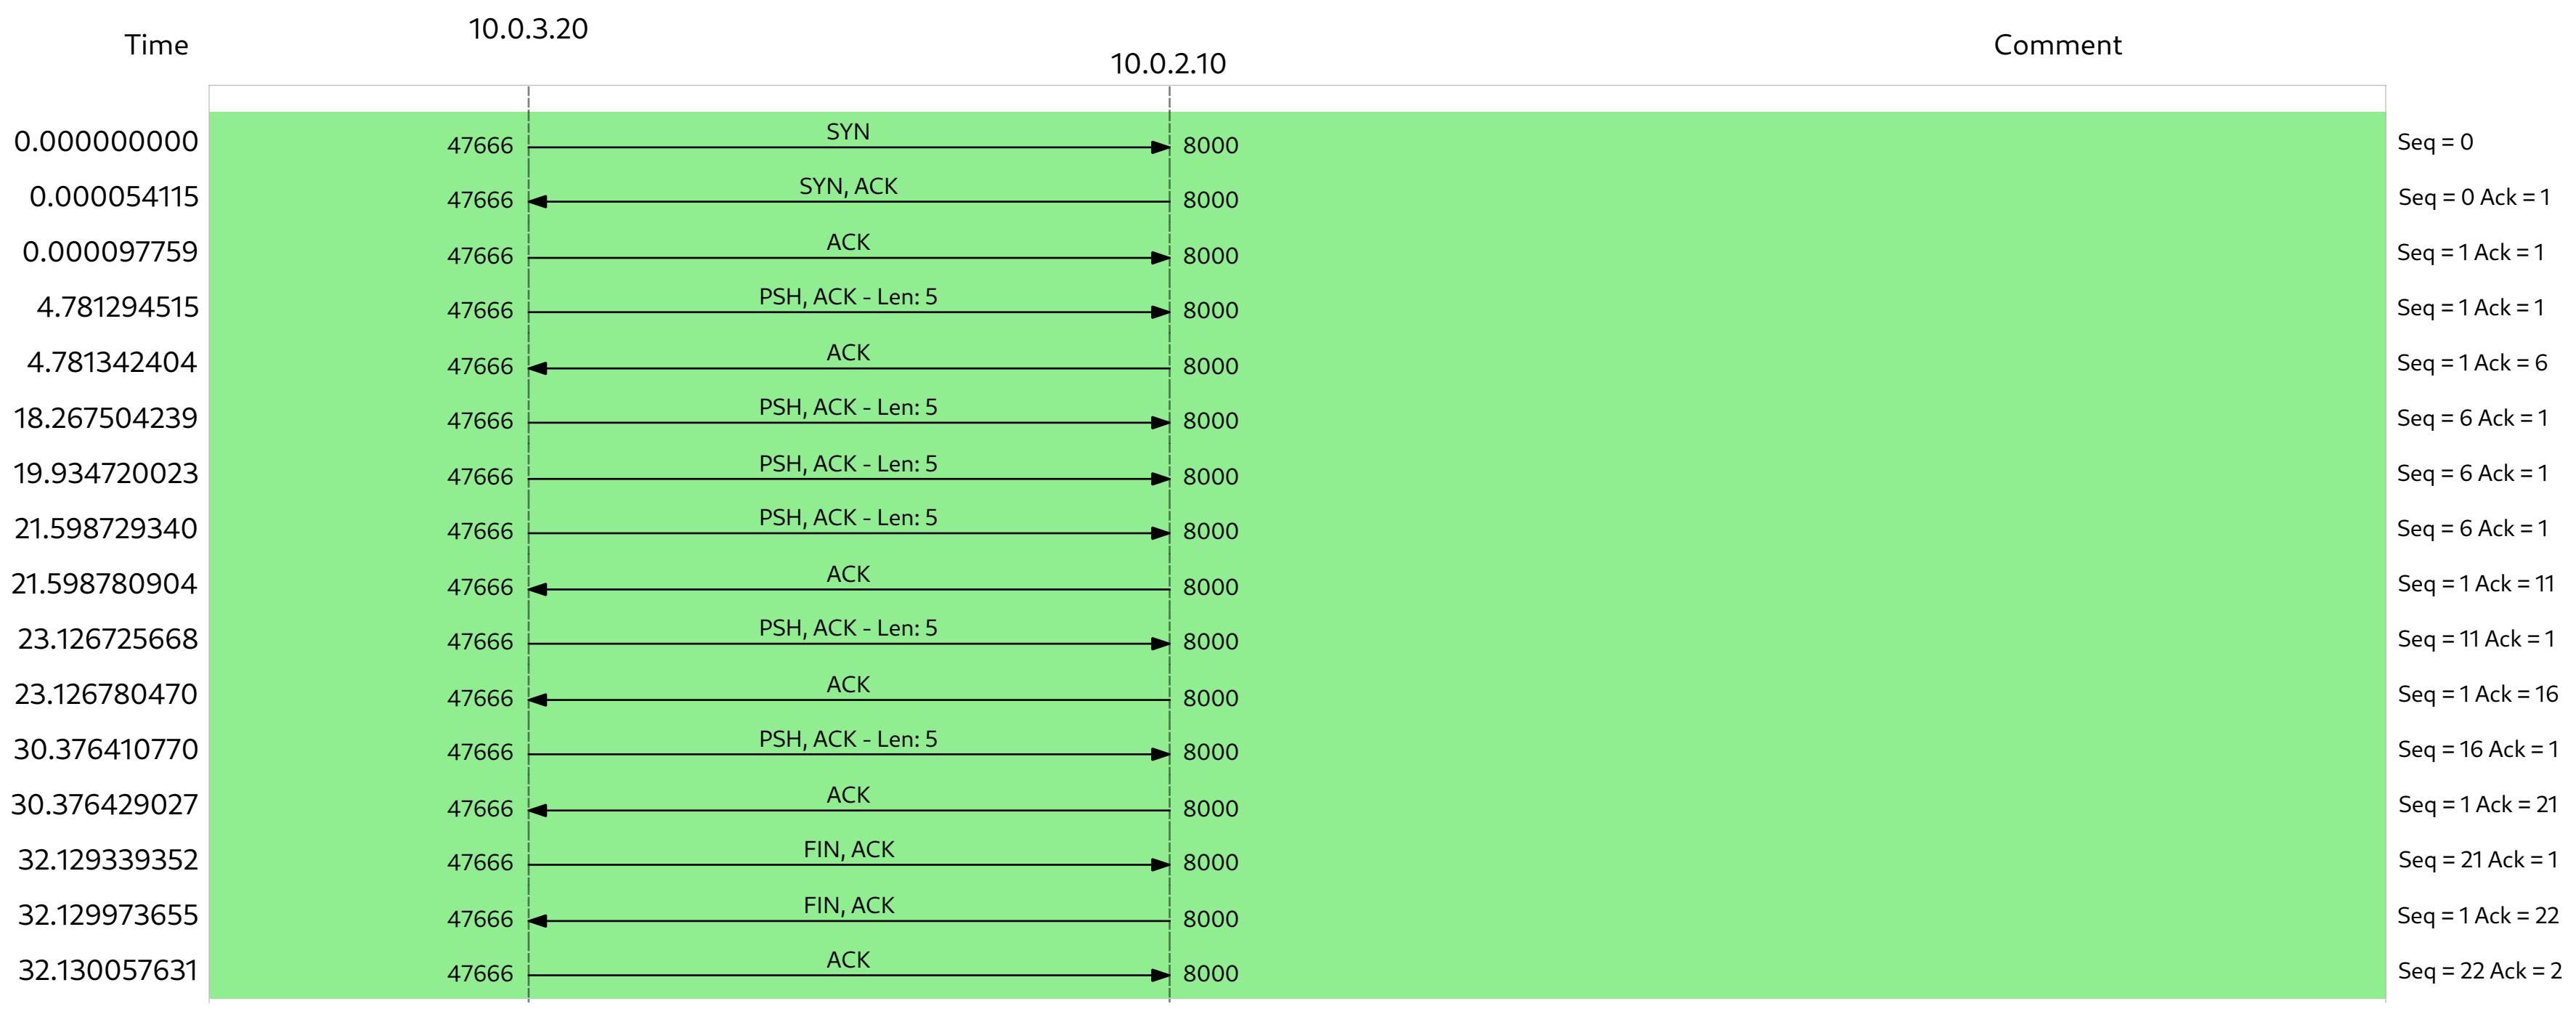 10.0.3.20
Time
Comment
10.0.2.10
SYN
0.000000000 47666 8000 Seq = 0
SYN, ACK
0.000054115 47666 8000 Seq = 0 Ack = 1
ACK
0.000097759 47666 8000 Seq = 1 Ack = 1
PSH, ACK - Len: 5
4.781294515 47666 8000 Seq = 1 Ack = 1
ACK
4.781342404 47666 8000 Seq = 1 Ack = 6
PSH, ACK - Len: 5
18.267504239 47666 8000 Seq = 6 Ack = 1
PSH, ACK - Len: 5
19.934720023 47666 8000 Seq = 6 Ack = 1
PSH, ACK - Len: 5
21.598729340 47666 8000 Seq = 6 Ack = 1
ACK
21.598780904 47666 8000 Seq = 1 Ack = 11
PSH, ACK - Len: 5
23.126725668 47666 8000 Seq = 11 Ack = 1
ACK
23.126780470 47666 8000 Seq = 1 Ack = 16
PSH, ACK - Len: 5
30.376410770 47666 8000 Seq = 16 Ack = 1
ACK
30.376429027 47666 8000 Seq = 1 Ack = 21
FIN, ACK
32.129339352 47666 8000 Seq = 21 Ack = 1
FIN, ACK
32.129973655 47666 8000 Seq = 1 Ack = 22
ACK
32.130057631 47666 8000 Seq = 22 Ack = 2